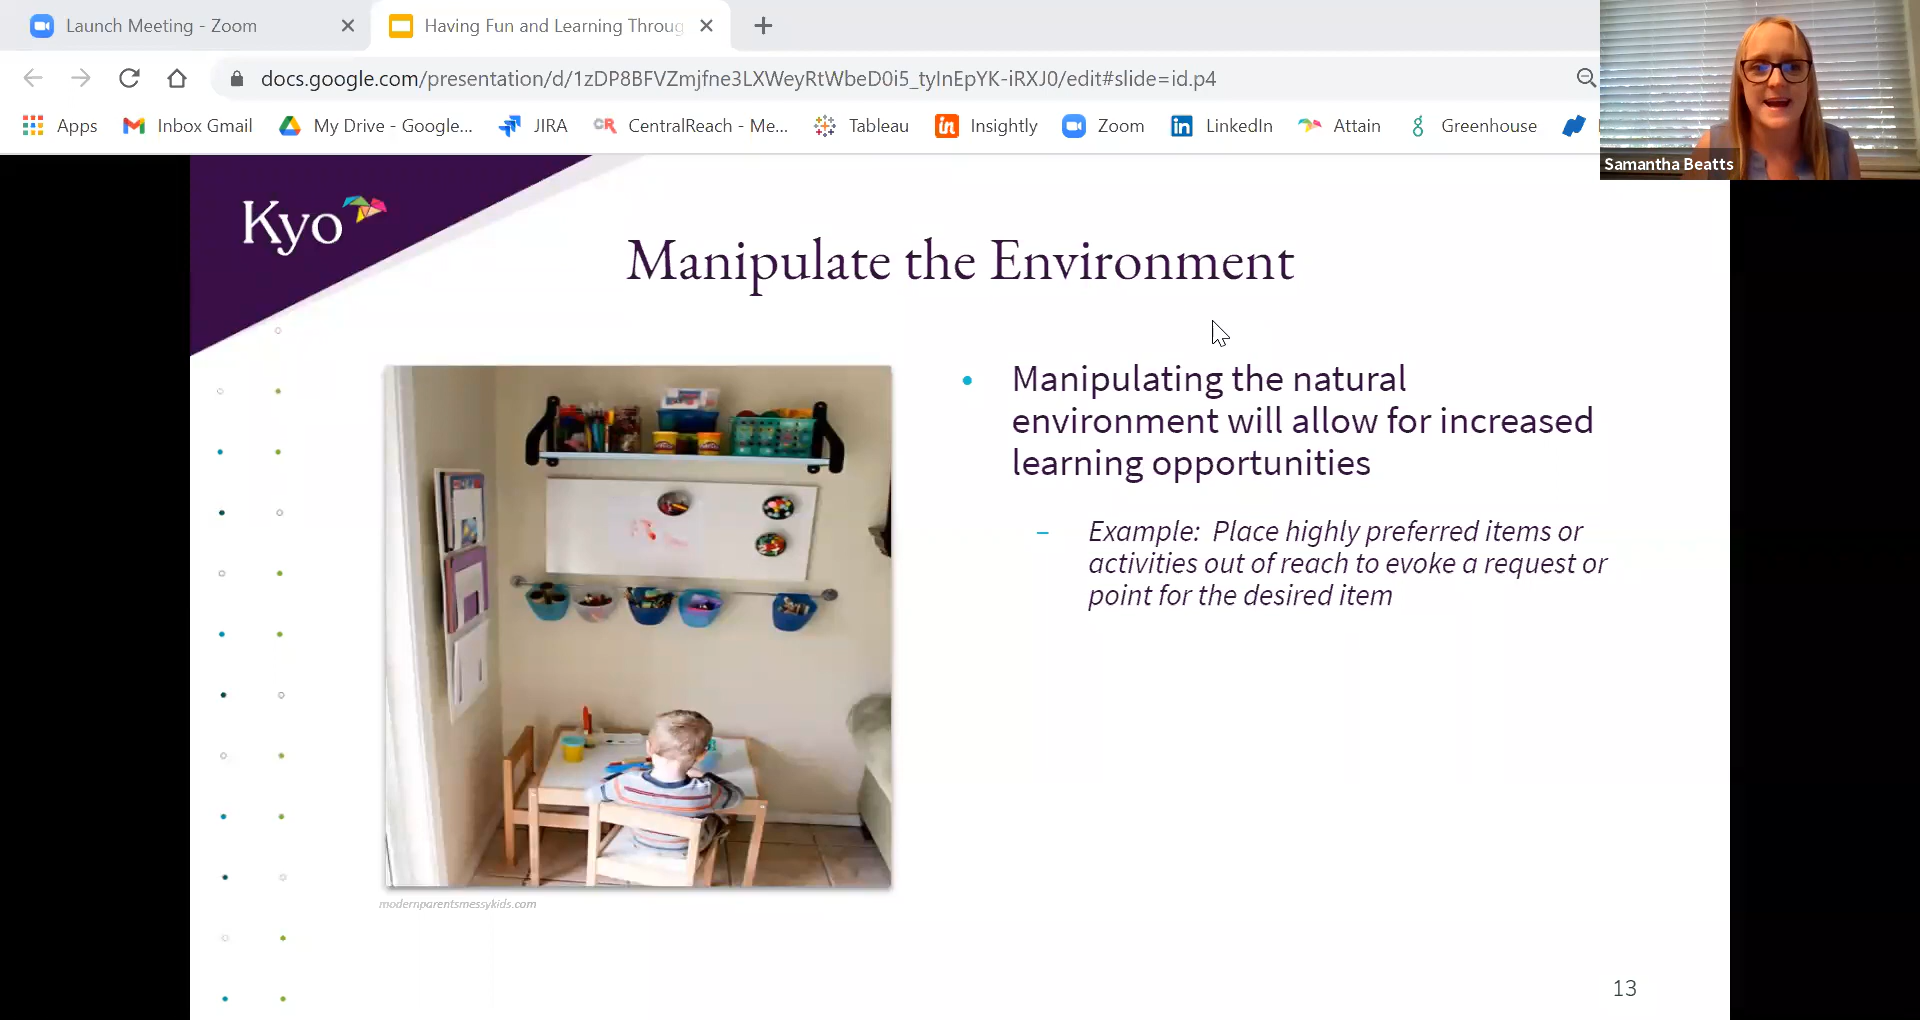 Launch Meeting - Zoom
Having Fun and Learning Throug
docs.google.com/presentation/d/1zDP8BFVZmjfne3LXWeyRtWbeD0i5_tyInEpYK-iRXJ0/edit#slide=id.p4
Apps
Inbox Gmail
My Drive - Google...
JIRA
CR
CentralReach - Me...
Tableau
in
Insightly
Zoom
in
LinkedIn
Attain
Greenhouse
Samantha Beatts
Kyo
Manipulate the Environment
Manipulating the natural
environment will allow for increased
learning opportunities
– Example: Place highly preferred items or
activities out of reach to evoke a request or
point for the desired item
modernparentsmessykids.com
13